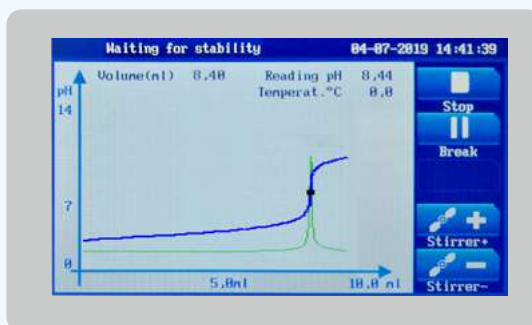 Waiting for stability 04-07-2019 14:41:39
Volume(ml) 8,40 Reading pH 8,44
Temperat.°C 0,0
pH
14
7
0
5,0ml 10,0 ml
Stop
Break
Stirrer+
Stirrer-